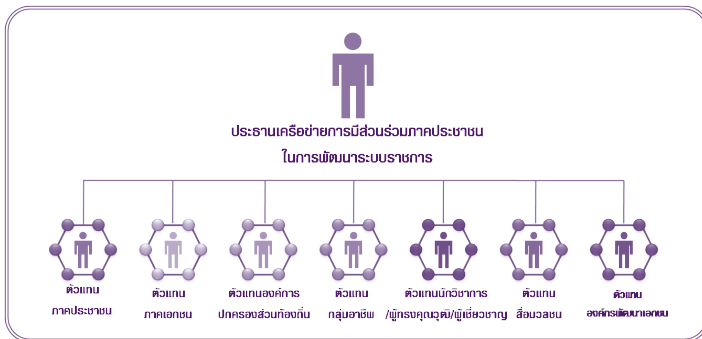 ประธานเครือข่ายการมีส่วนร่วมภาคประชาชน
ในการพัฒนาระบบราชการ
ตัวแทน
ภาคประชาชน
ตัวแทน
ภาคเอกชน
ตัวแทนองค์การ
ปกครองส่วนท้องถิ่น
ตัวแทน
กลุ่มอาชีพ
ตัวแทนนักวิชาการ
/ผู้ทรงคุณวุฒิ/ผู้เชี่ยวชาญ
ตัวแทน
สื่อมวลชน
ตัวแทน
องค์กรพัฒนาเอกชน